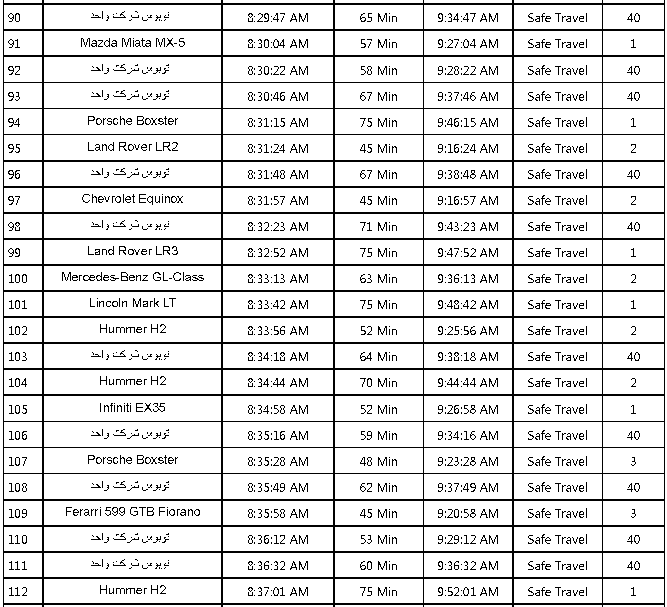 90 توبوس شرکت واحد 8:29:47 AM 65 Min 9:34:47 AM Safe Travel 40
91 Mazda Miata MX-5 8:30:04 AM 57 Min 9:27:04 AM Safe Travel 1
92 توبوس شرکت واحد 8:30:22 AM 58 Min 9:28:22 AM Safe Travel 40
93 توبوس شرکت واحد 8:30:46 AM 67 Min 9:37:46 AM Safe Travel 40
94 Porsche Boxster 8:31:15 AM 75 Min 9:46:15 AM Safe Travel 1
95 Land Rover LR2 8:31:24 AM 45 Min 9:16:24 AM Safe Travel 2
96 توبوس شرکت واحد 8:31:48 AM 67 Min 9:38:48 AM Safe Travel 40
97 Chevrolet Equinox 8:31:57 AM 45 Min 9:16:57 AM Safe Travel 2
98 توبوس شرکت واحد 8:32:23 AM 71 Min 9:43:23 AM Safe Travel 40
99 Land Rover LR3 8:32:52 AM 75 Min 9:47:52 AM Safe Travel 1
100 Mercedes-Benz GL-Class 8:33:13 AM 63 Min 9:36:13 AM Safe Travel 2
101 Lincoln Mark LT 8:33:42 AM 75 Min 9:48:42 AM Safe Travel 1
102 Hummer H2 8:33:56 AM 52 Min 9:25:56 AM Safe Travel 2
103 توبوس شرکت واحد 8:34:18 AM 64 Min 9:38:18 AM Safe Travel 40
104 Hummer H2 8:34:44 AM 70 Min 9:44:44 AM Safe Travel 2
105 Infiniti EX35 8:34:58 AM 52 Min 9:26:58 AM Safe Travel 1
106 توبوس شرکت واحد 8:35:16 AM 59 Min 9:34:16 AM Safe Travel 40
107 Porsche Boxster 8:35:28 AM 48 Min 9:23:28 AM Safe Travel 3
108 توبوس شرکت واحد 8:35:49 AM 62 Min 9:37:49 AM Safe Travel 40
109 Ferarri 599 GTB Fiorano 8:35:58 AM 45 Min 9:20:58 AM Safe Travel 3
110 توبوس شرکت واحد 8:36:12 AM 53 Min 9:29:12 AM Safe Travel 40
111 توبوس شرکت واحد 8:36:32 AM 60 Min 9:36:32 AM Safe Travel 40
112 Hummer H2 8:37:01 AM 75 Min 9:52:01 AM Safe Travel 1